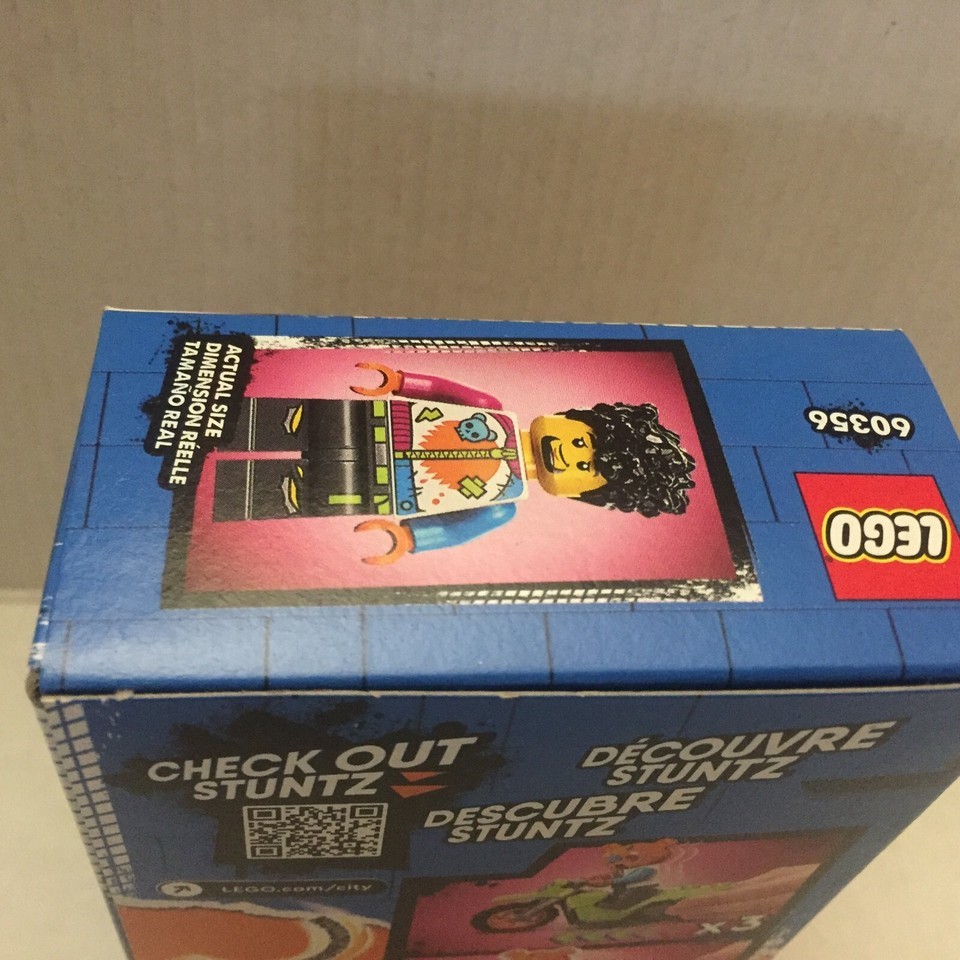 ACTUAL SIZE
DIMENSION RÉELLE
TAMAÑO REAL
60356
LEGO
CHECK OUT
STUNTZ
DÉCOUVRE
STUNTZ
DESCUBRE
STUNTZ
LEGO.com/city
x3